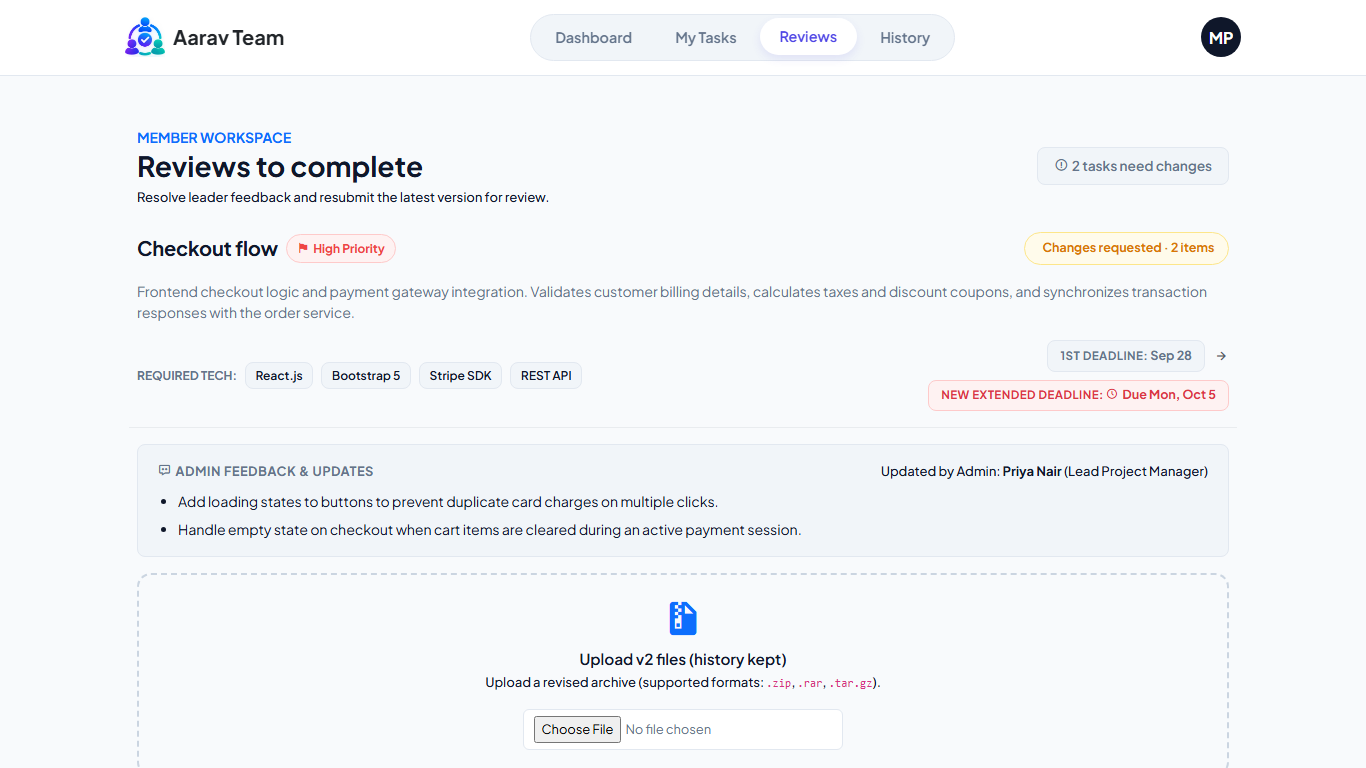 Aarav Team
Dashboard
My Tasks
Reviews
History
MP
MEMBER WORKSPACE
Reviews to complete
Resolve leader feedback and resubmit the latest version for review.
2 tasks need changes
Checkout flow
High Priority
Changes requested · 2 items
Frontend checkout logic and payment gateway integration. Validates customer billing details, calculates taxes and discount coupons, and synchronizes transaction
responses with the order service.
REQUIRED TECH:
React.js
Bootstrap 5
Stripe SDK
REST API
1ST DEADLINE: Sep 28 →
NEW EXTENDED DEADLINE: Due Mon, Oct 5
ADMIN FEEDBACK & UPDATES
Updated by Admin: Priya Nair (Lead Project Manager)
• Add loading states to buttons to prevent duplicate card charges on multiple clicks.
• Handle empty state on checkout when cart items are cleared during an active payment session.
Upload v2 files (history kept)
Upload a revised archive (supported formats: .zip, .rar, .tar.gz).
Choose File No file chosen